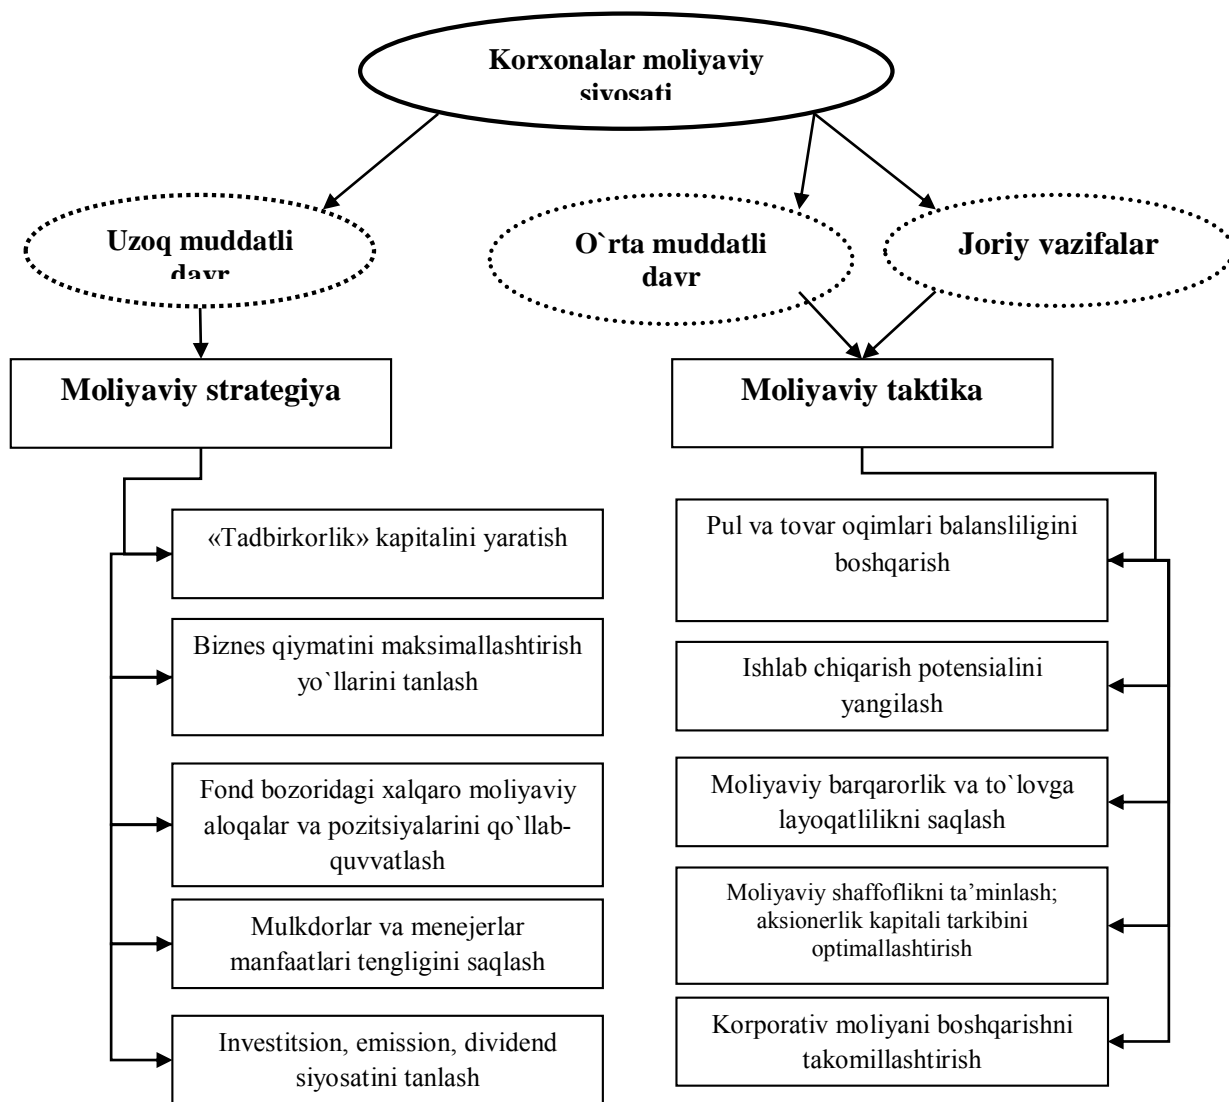 Korxonalar moliyaviy
siyosati
Uzoq muddatli
davr
O`rta muddatli
davr
Joriy vazifalar
Moliyaviy strategiya
Moliyaviy taktika
«Tadbirkorlik» kapitalini yaratish
Biznes qiymatini maksimallashtirish
yo`llarini tanlash
Fond bozoridagi xalqaro moliyaviy
aloqalar va pozitsiyalarini qo`llab-
quvvatlash
Mulkdorlar va menejerlar
manfaatlari tengligini saqlash
Investitsion, emission, dividend
siyosatini tanlash
Pul va tovar oqimlari balansliligini
boshqarish
Ishlab chiqarish potensialini
yangilash
Moliyaviy barqarorlik va to`lovga
layoqatlilikni saqlash
Moliyaviy shaffoflikni ta’minlash;
aksionerlik kapitali tarkibini
optimallashtirish
Korporativ moliyani boshqarishni
takomillashtirish